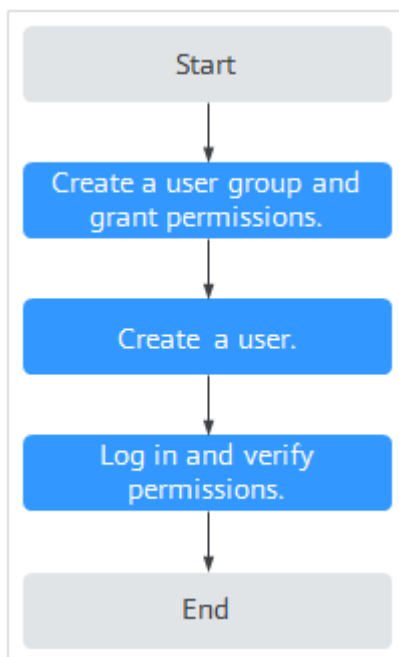 Start
Create a user group and
grant permissions.
Create a user.
Log in and verify
permissions.
End